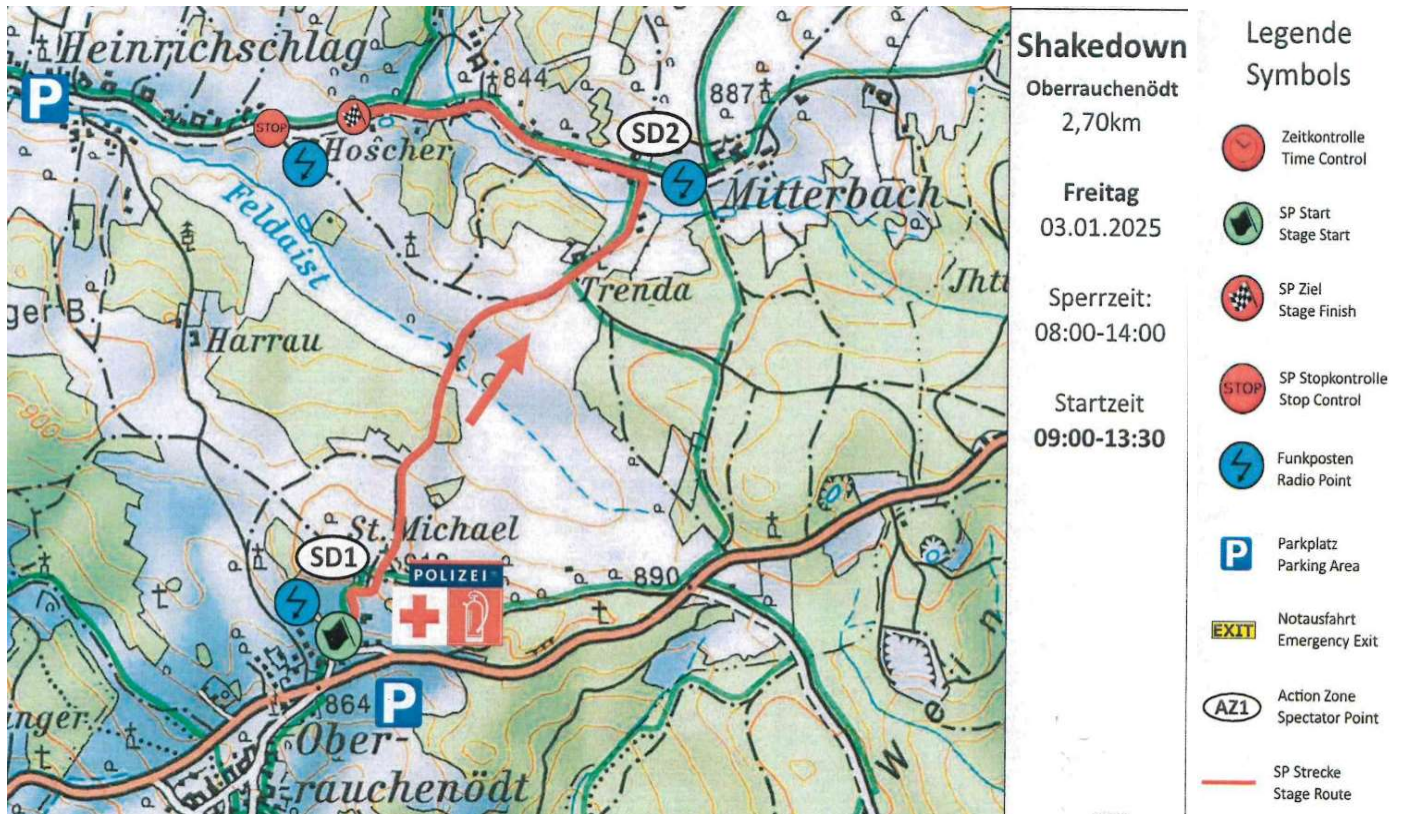 Heinrichschlag
P
844
887
STOP
SD2
Hoscher
Mitterbach
Feldaist
Trenda
Jhtt
ger B.
Harrau
900
St. Michael
SD1
POLIZEI
890
864
P
Ober-
rauchenödt
nger
W
e
i
n
Shakedown
Oberrauchenödt
2,70km
Freitag
03.01.2025
Sperrzeit:
08:00-14:00
Startzeit
09:00-13:30
Legende
Symbols
Zeitkontrolle
Time Control
SP Start
Stage Start
SP Ziel
Stage Finish
STOP
SP Stopkontrolle
Stop Control
Funkposten
Radio Point
P
Parkplatz
Parking Area
EXIT
Notausfahrt
Emergency Exit
AZ1
Action Zone
Spectator Point
SP Strecke
Stage Route